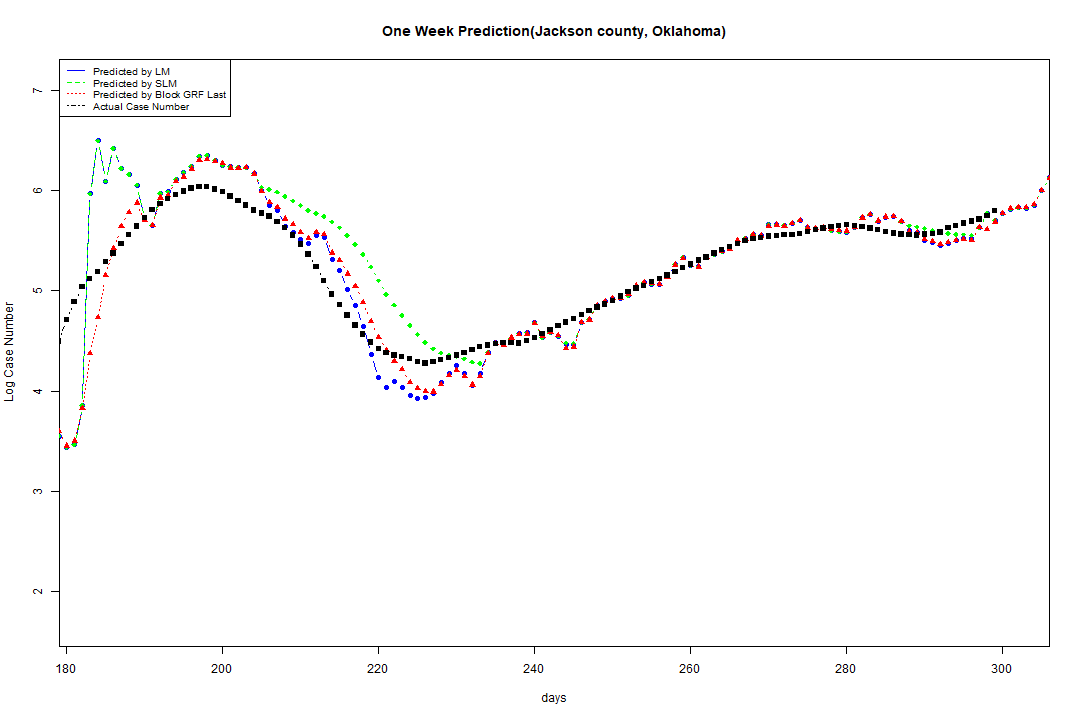 One Week Prediction(Jackson county, Oklahoma)
Predicted by LM
Predicted by SLM
Predicted by Block GRF Last
Actual Case Number
Log Case Number
7
6
5
4
3
2
180 200 220 240 260 280 300
days